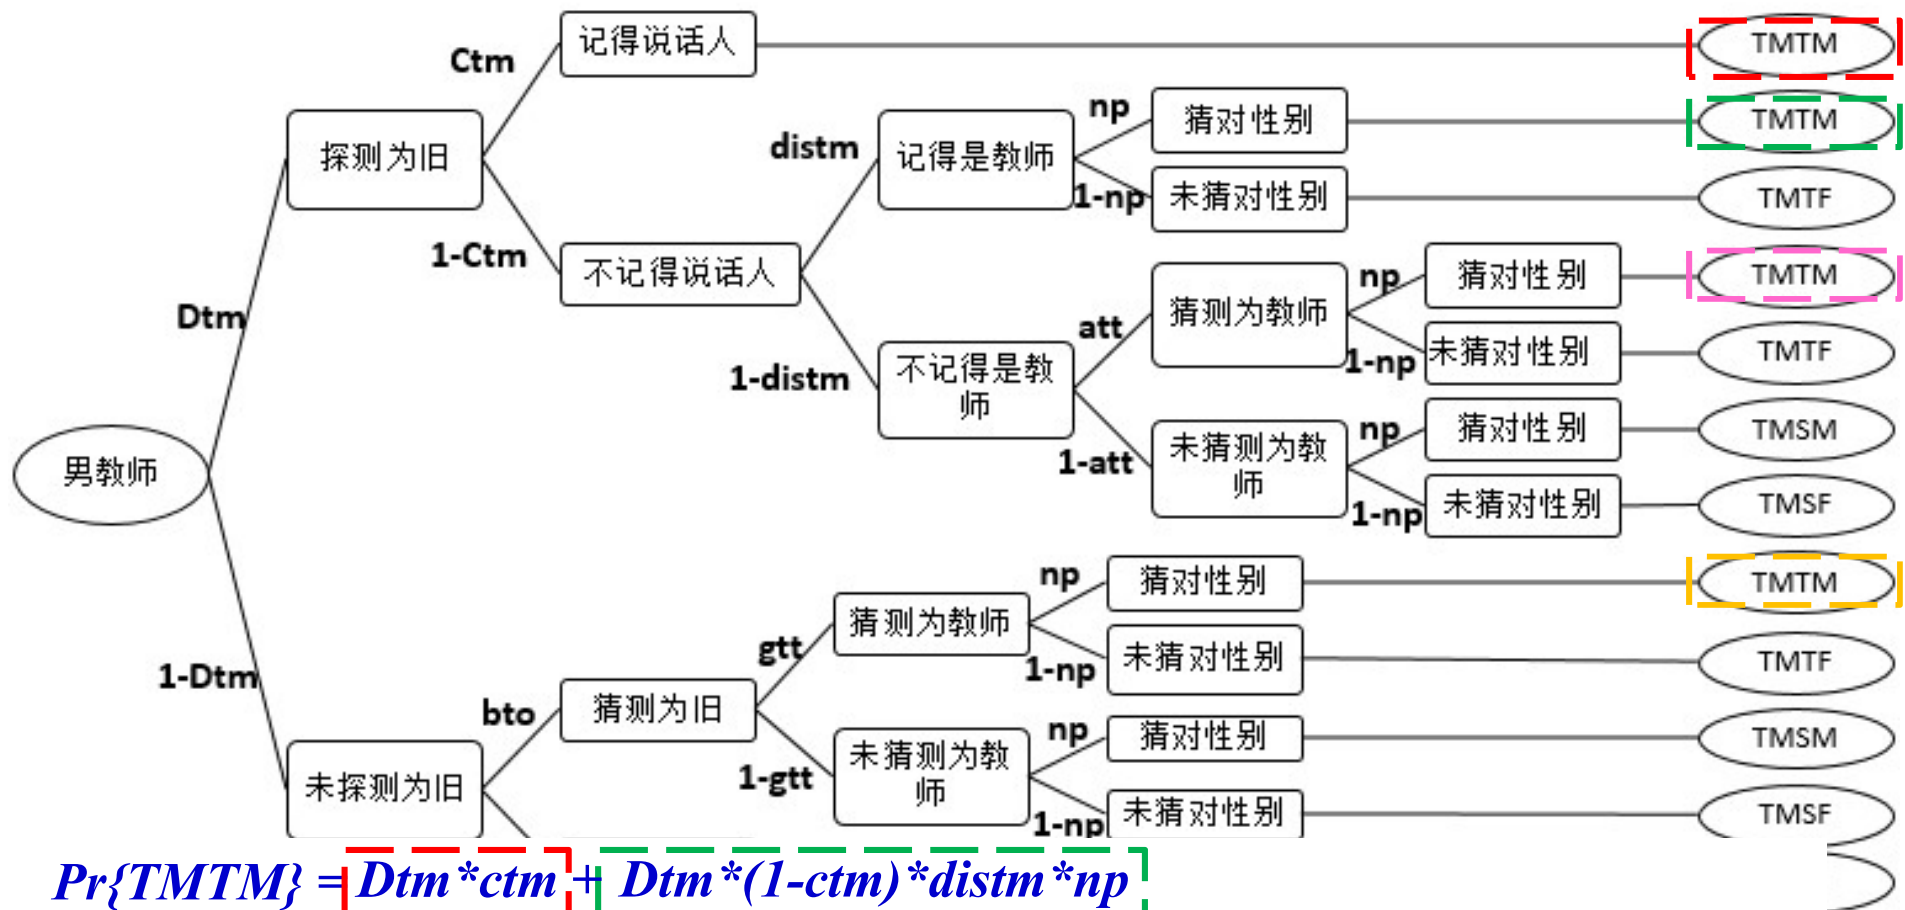 记得说话人
TMTM
Ctm
np
猜对性别
TMTM
探测为旧
distm
记得是教师
1-np
未猜对性别
TMTF
1-Ctm
不记得说话人
np
猜对性别
TMTM
Dtm
att
猜测为教师
1-np
未猜对性别
TMTF
1-distm
不记得是教
师
np
猜对性别
TMSM
1-att
未猜测为教
师
男教师
1-np
未猜对性别
TMSF
np
猜对性别
TMTM
gtt
猜测为教师
1-Dtm
1-np
未猜对性别
TMTF
bto
猜测为旧
np
猜对性别
TMSM
1-gtt
未猜测为教
师
未探测为旧
1-np
未猜对性别
TMSF
Pr{TMTM} = Dtm*ctm + Dtm*(1-ctm)*distm*np